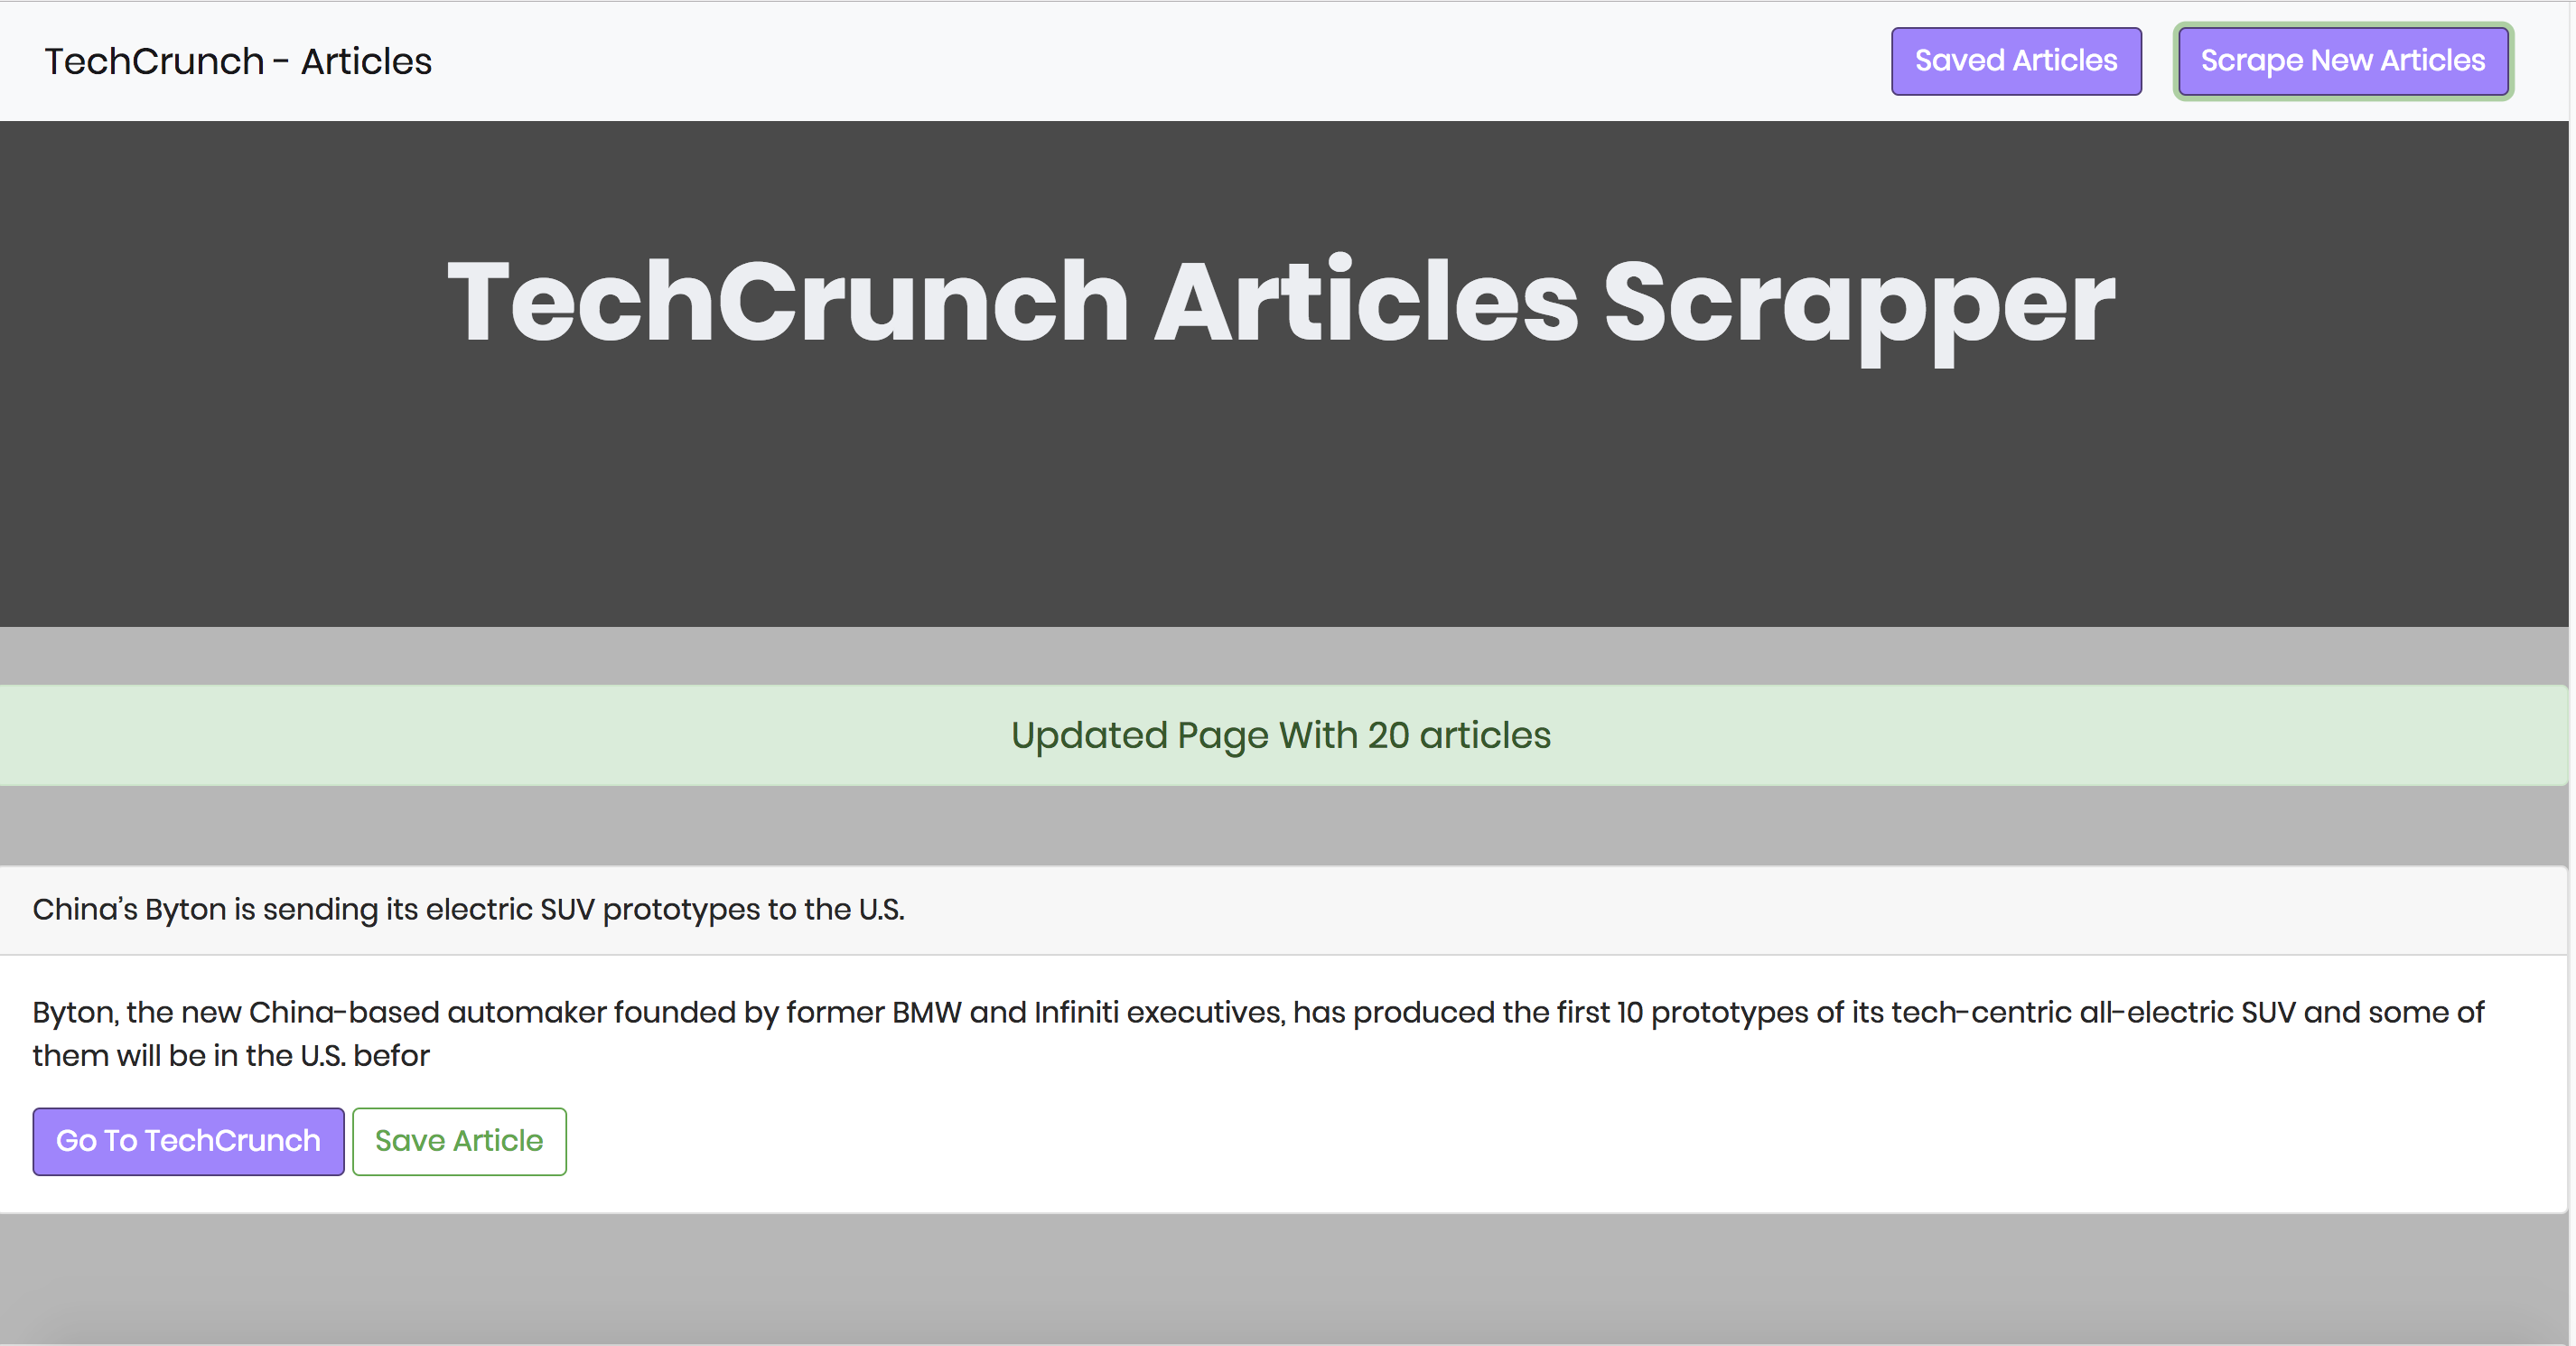 TechCrunch - Articles
Saved Articles
Scrape New Articles
TechCrunch Articles Scrapper
Updated Page With 20 articles
China’s Byton is sending its electric SUV prototypes to the U.S.
Byton, the new China-based automaker founded by former BMW and Infiniti executives, has produced the first 10 prototypes of its tech-centric all-electric SUV and some of
them will be in the U.S. befor
Go To TechCrunch
Save Article